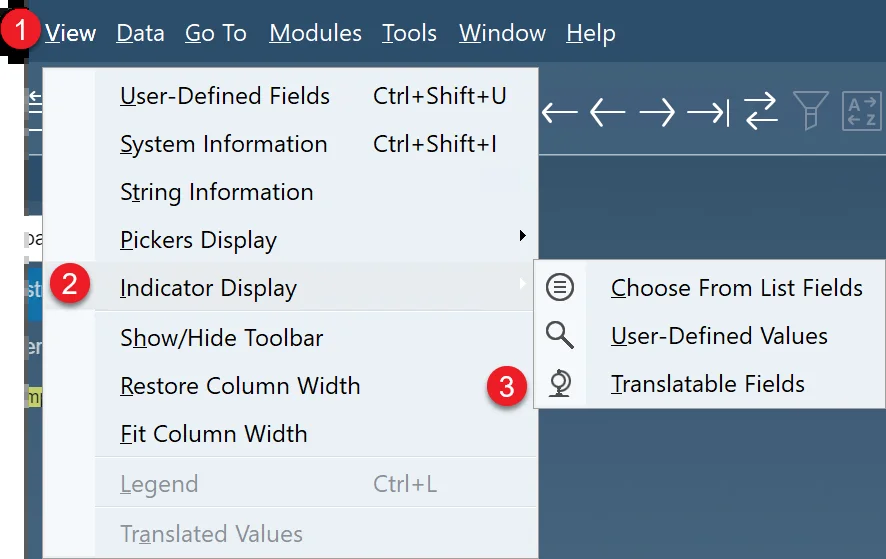 1 View Data Go To Modules Tools Window Help
User-Defined Fields Ctrl+Shift+U
System Information Ctrl+Shift+I
String Information
Pickers Display
2 Indicator Display
Show/Hide Toolbar
Restore Column Width
Fit Column Width
Legend Ctrl+L
Translated Values
A Z
Choose From List Fields
User-Defined Values
3 Translatable Fields